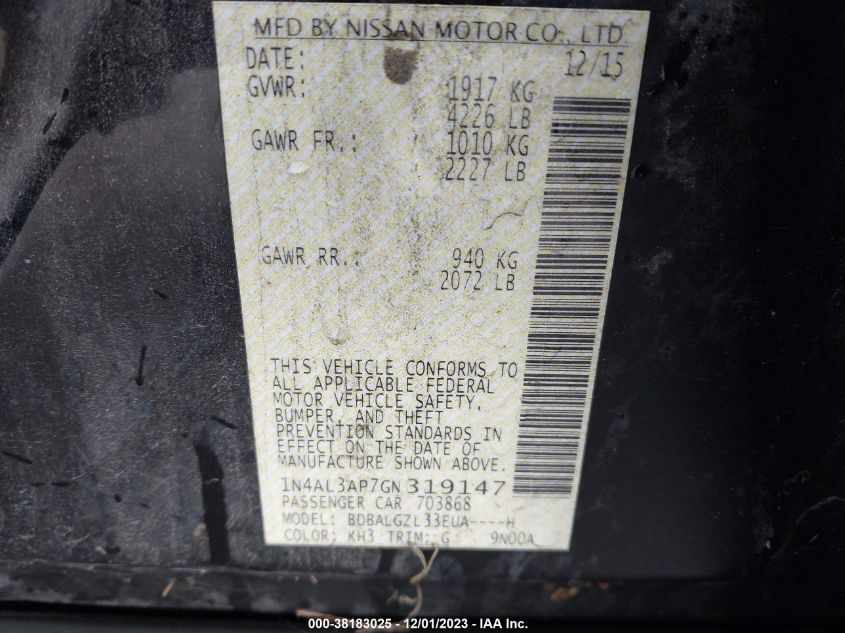 MFD BY NISSAN MOTOR CO., LTD.
DATE: 12/15
GVWR: 1917 KG
4226 LB
GAWR FR.: 1010 KG
2227 LB
GAWR RR.: 940 KG
2072 LB
THIS VEHICLE CONFORMS TO
ALL APPLICABLE FEDERAL
MOTOR VEHICLE SAFETY,
BUMPER, AND THEFT
PREVENTION STANDARDS IN
EFFECT ON THE DATE OF
MANUFACTURE SHOWN ABOVE.
1N4AL3AP7GN319147
PASSENGER CAR 703868
MODEL: BDBALGZL33EUA----H
COLOR: KH3 TRIM: G 9N00A
000-38183025 - 12/01/2023 - IAA Inc.